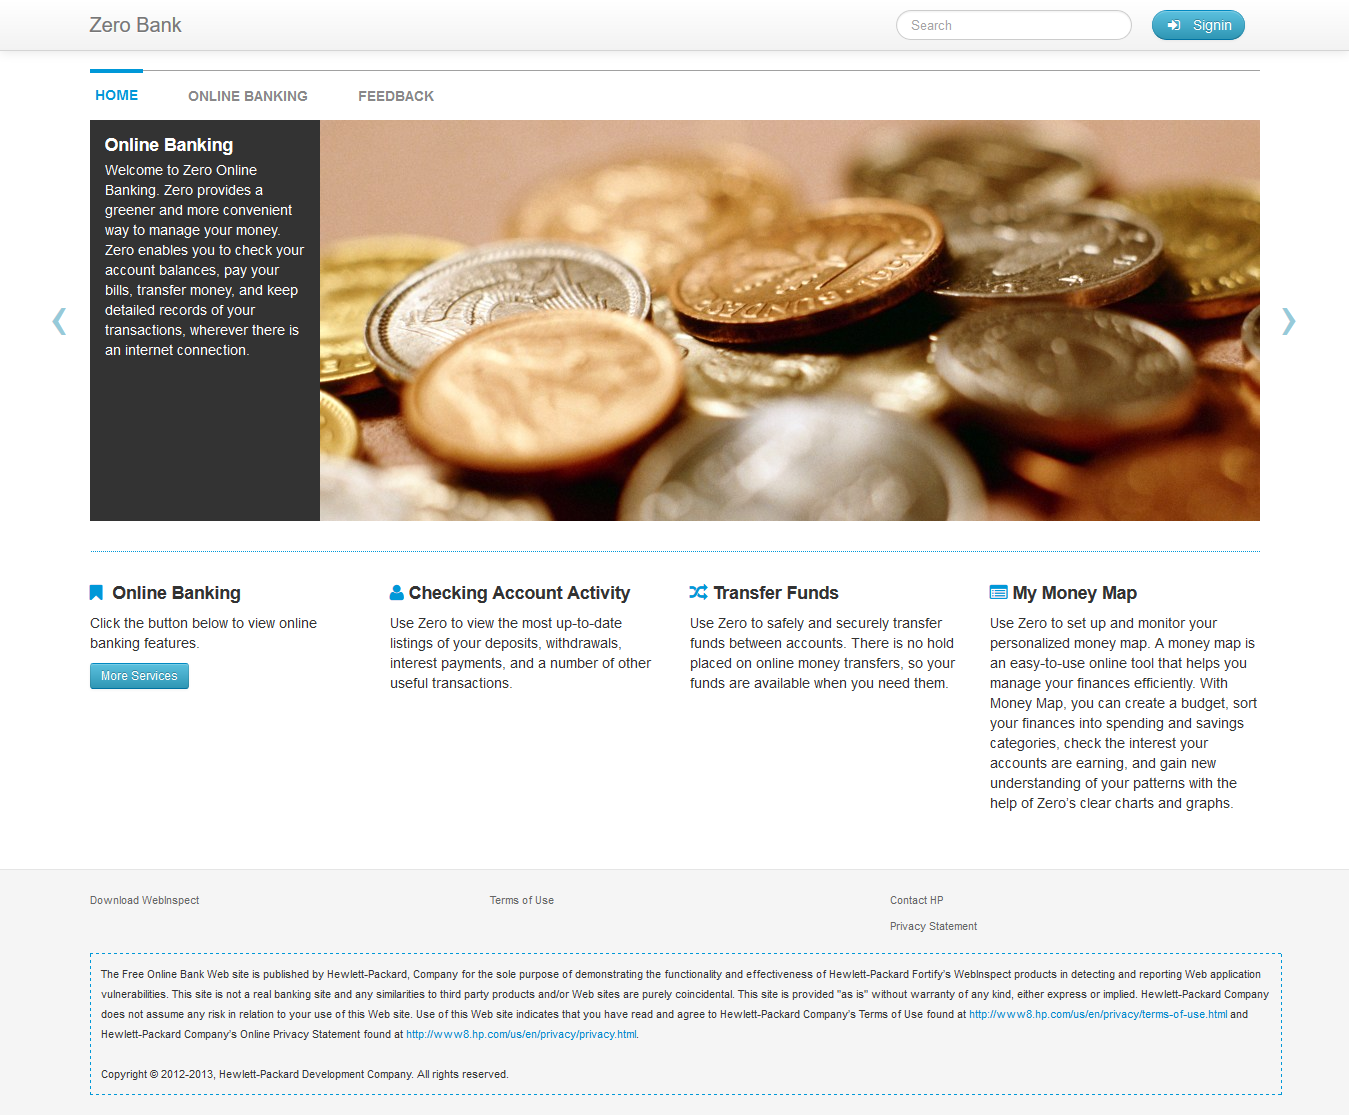 Zero Bank
Search
Signin
HOME
ONLINE BANKING
FEEDBACK
Online Banking
Welcome to Zero Online
Banking. Zero provides a
greener and more convenient
way to manage your money.
Zero enables you to check your
account balances, pay your
bills, transfer money, and keep
detailed records of your
transactions, wherever there is
an internet connection.
Online Banking
Click the button below to view online
banking features.
More Services
Checking Account Activity
Use Zero to view the most up-to-date
listings of your deposits, withdrawals,
interest payments, and a number of other
useful transactions.
Transfer Funds
Use Zero to safely and securely transfer
funds between accounts. There is no hold
placed on online money transfers, so your
funds are available when you need them.
My Money Map
Use Zero to set up and monitor your
personalized money map. A money map is
an easy-to-use online tool that helps you
manage your finances efficiently. With
Money Map, you can create a budget, sort
your finances into spending and savings
categories, check the interest your
accounts are earning, and gain new
understanding of your patterns with the
help of Zero's clear charts and graphs.
Download WebInspect
Terms of Use
Contact HP
Privacy Statement
The Free Online Bank Web site is published by Hewlett-Packard, Company for the sole purpose of demonstrating the functionality and effectiveness of Hewlett-Packard Fortify's WebInspect products in detecting and reporting Web application
vulnerabilities. This site is not a real banking site and any similarities to third party products and/or Web sites are purely coincidental. This site is provided "as is" without warranty of any kind, either express or implied. Hewlett-Packard Company
does not assume any risk in relation to your use of this Web site. Use of this Web site indicates that you have read and agree to Hewlett-Packard Company's Terms of Use found at http://www8.hp.com/us/en/privacy/terms-of-use.html and
Hewlett-Packard Company's Online Privacy Statement found at http://www8.hp.com/us/en/privacy/privacy.html.
Copyright © 2012-2013, Hewlett-Packard Development Company. All rights reserved.